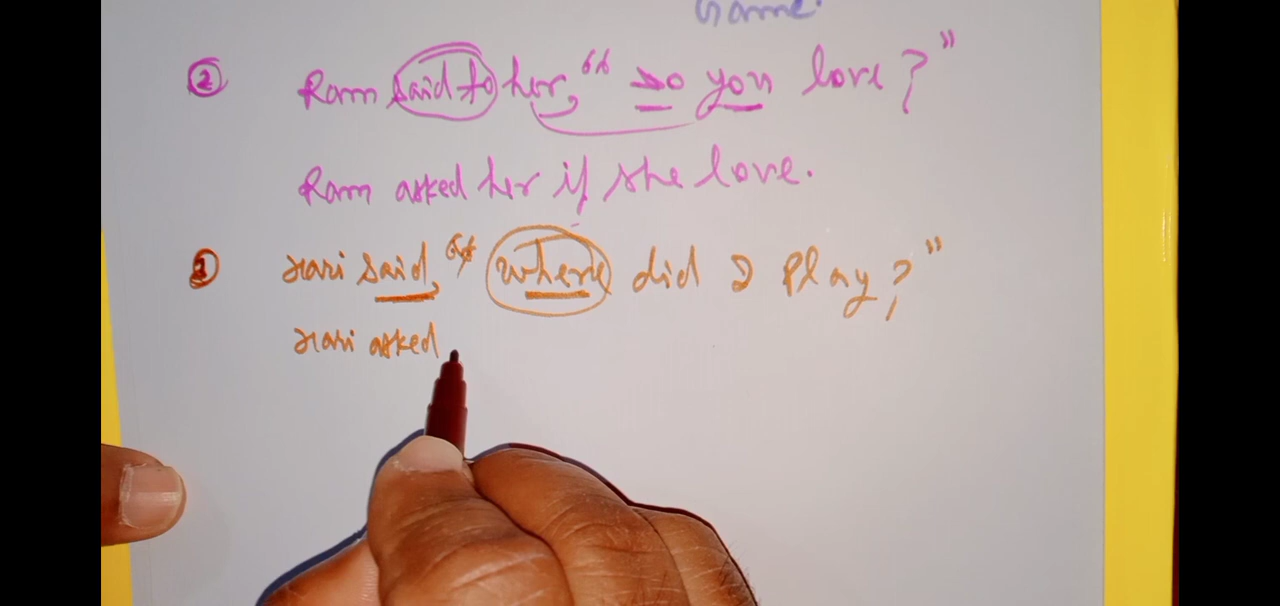 Game.
② Ram said to her, "Do you love?"
Ram asked her if she love.
③ Hari said, "Where did I play?"
Hari asked